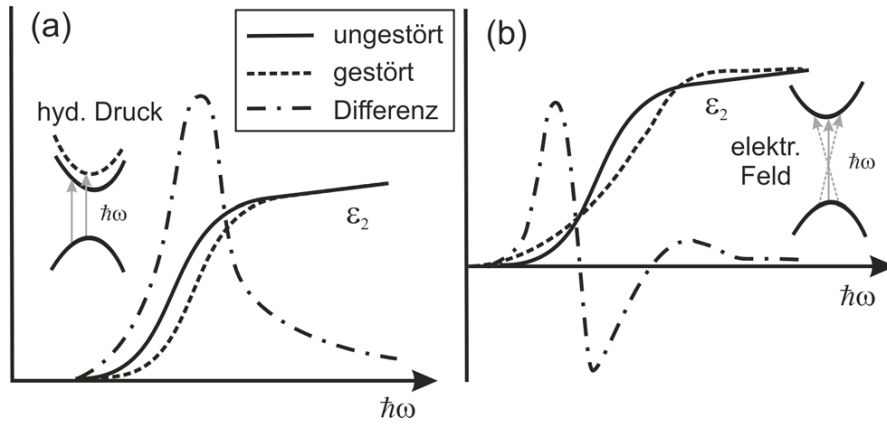 (a)
ungestört
gestört
Differenz
hyd. Druck
ħω
ε₂
ħω
(b)
ε₂
elektr.
Feld
ħω
ħω